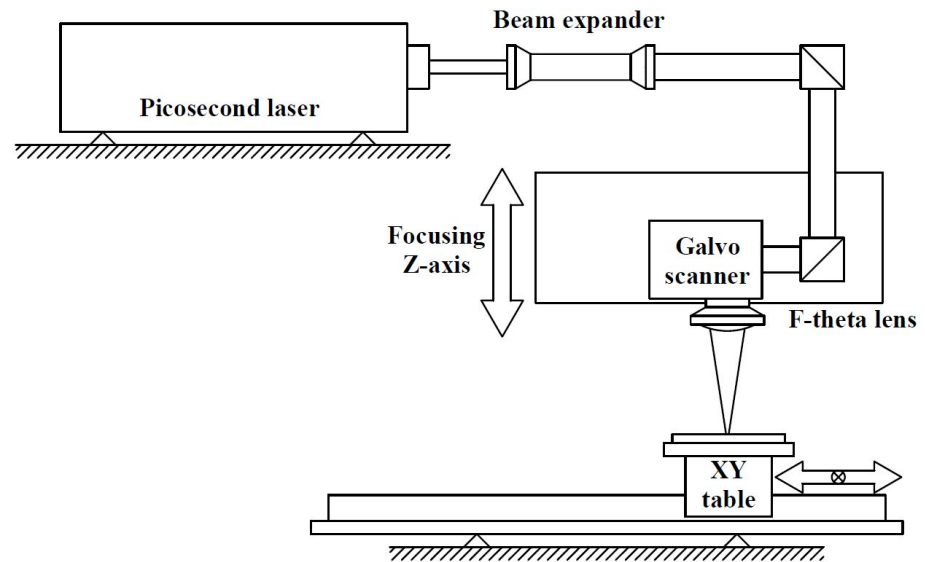 Beam expander
Picosecond laser
Focusing
Z-axis
Galvo
scanner
F-theta lens
XY
table